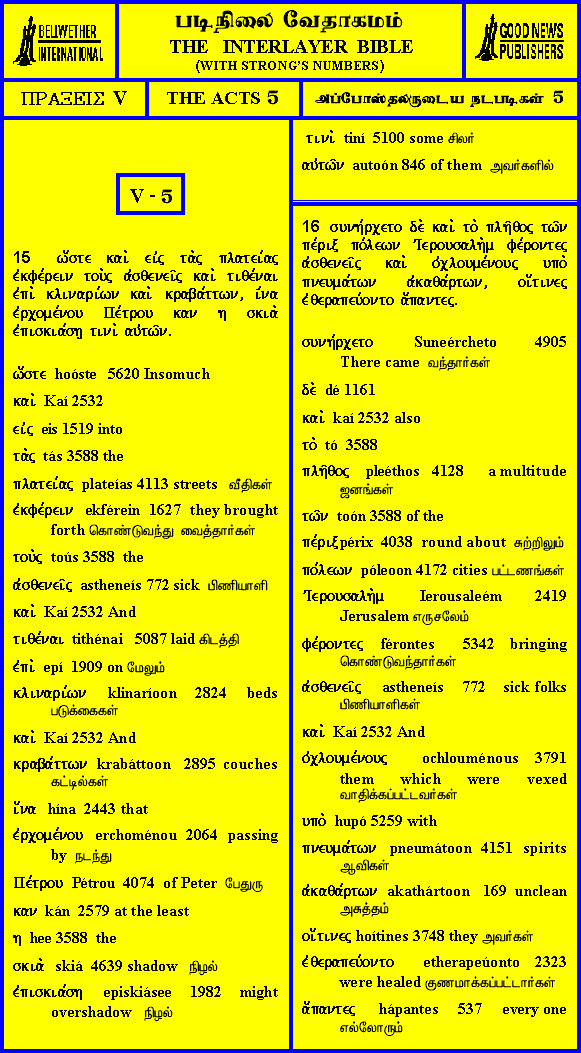 BELLWETHER
INTERNATIONAL
படிநிலை வேதாகமம்
THE INTERLAYER BIBLE
(WITH STRONG'S NUMBERS)
GOOD NEWS
PUBLISHERS
ΠΡΑΞΕΙΣ V
THE ACTS 5
அப்போஸ்தலருடைய நடபடிகள் 5
V - 5
15 ὥστε καὶ εἰς τὰς πλατείας
ἐκφέρειν τοὺς ἀσθενεῖς καὶ τιθέναι
ἐπὶ κλιναρίων καὶ κραβάττων, ἵνα
ἐρχομένου Πέτρου καν η σκιὰ
ἐπισκιάση τινὶ αὐτῶν.
ὥστε hoóste 5620 Insomuch
καὶ Kaí 2532
εἰς eis 1519 into
τὰς tás 3588 the
πλατείας plateías 4113 streets வீதிகள்
ἐκφέρειν ekférein 1627 they brought
forth கொண்டுவந்து வைத்தார்கள்
τοὺς toús 3588 the
ἀσθενεῖς astheneís 772 sick பிணியாளி
καὶ Kaí 2532 And
τιθέναι tithénai 5087 laid கிடத்தி
ἐπὶ epí 1909 on மேலும்
κλιναρίων klinaríoon 2824 beds
படுக்கைகள்
καὶ Kaí 2532 And
κραβάττων krabáttoon 2895 couches
கட்டில்கள்
ἵνα hína 2443 that
ἐρχομένου erchoménou 2064 passing
by நடந்து
Πέτρου Pétrou 4074 of Peter பேதுரு
καν kán 2579 at the least
η hee 3588 the
σκιὰ skiá 4639 shadow நிழல்
ἐπισκιάση episkiásee 1982 might
overshadow நிழல்
τινὶ tiní 5100 some சிலர்
αὐτῶν autoón 846 of them அவர்களில்
16 συνήρχετο δὲ καὶ τὸ πλῆθος τῶν
πέριξ πόλεων Ἰερουσαλὴμ φέροντες
ἀσθενεῖς καὶ ὀχλουμένους υπὸ
πνευμάτων ἀκαθάρτων, οἵτινες
ἐθεραπεύοντο ἅπαντες.
συνήρχετο Suneércheto 4905
There came வந்தார்கள்
δὲ dé 1161
καὶ kaí 2532 also
τὸ tó 3588
πλῆθος pleéthos 4128 a multitude
ஜனங்கள்
τῶν toón 3588 of the
πέριξ périx 4038 round about சுற்றிலும்
πόλεων póleoon 4172 cities பட்டணங்கள்
Ἰερουσαλὴμ Ierousaleém 2419
Jerusalem எருசலேம்
φέροντες férontes 5342 bringing
கொண்டுவந்தார்கள்
ἀσθενεῖς astheneís 772 sick folks
பிணியாளிகள்
καὶ Kaí 2532 And
ὀχλουμένους ochlouménous 3791
them which were vexed
வாதிக்கப்பட்டவர்கள்
υπὸ hupó 5259 with
πνευμάτων pneumátoon 4151 spirits
ஆவிகள்
ἀκαθάρτων akathártoon 169 unclean
அசுத்தம்
οἵτινες hoítines 3748 they அவர்கள்
ἐθεραπεύοντο etherapeúonto 2323
were healed குணமாக்கப்பட்டார்கள்
ἅπαντες hápantes 537 every one
எல்லோரும்